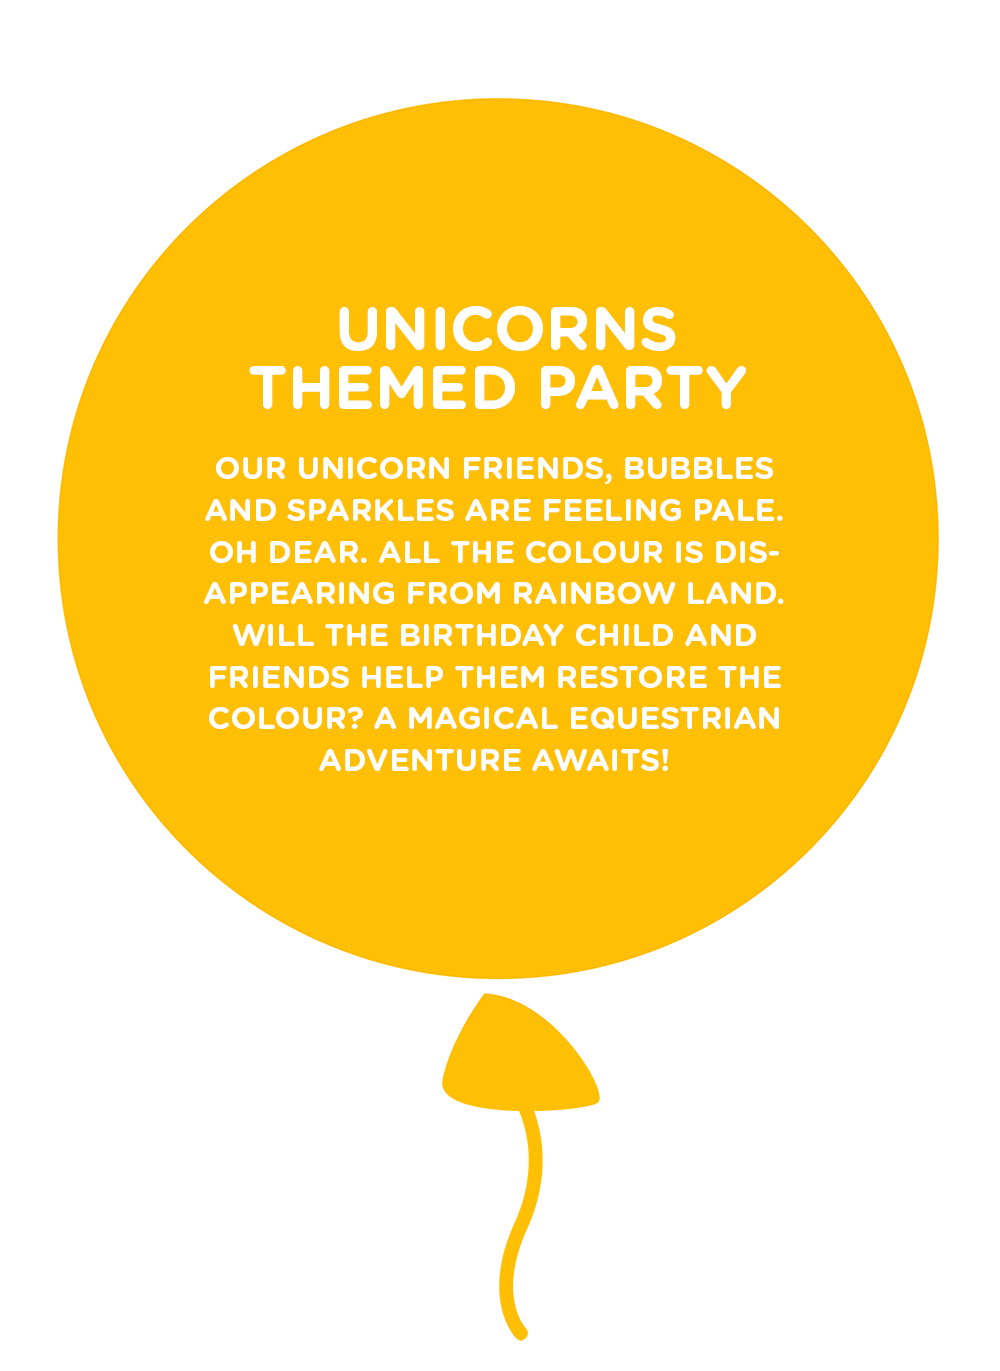 UNICORNS
THEMED PARTY
OUR UNICORN FRIENDS, BUBBLES
AND SPARKLES ARE FEELING PALE.
OH DEAR. ALL THE COLOUR IS DIS-
APPEARING FROM RAINBOW LAND.
WILL THE BIRTHDAY CHILD AND
FRIENDS HELP THEM RESTORE THE
COLOUR? A MAGICAL EQUESTRIAN
ADVENTURE AWAITS!